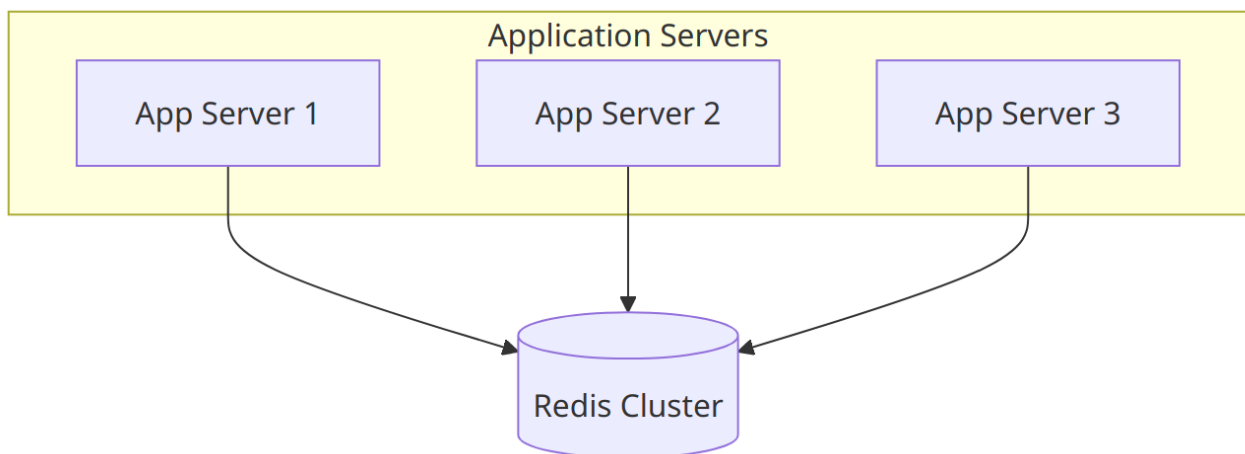 Application Servers
App Server 1
App Server 2
App Server 3
Redis Cluster